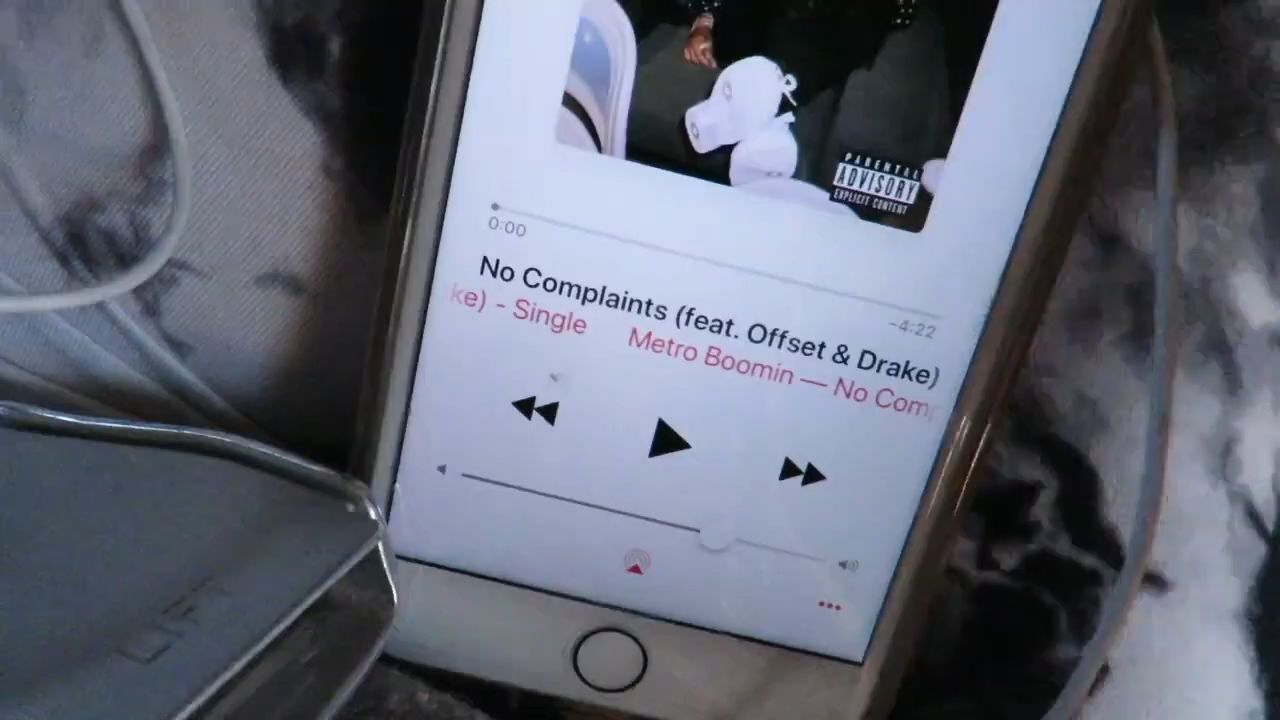 PARENTAL
ADVISORY
EXPLICIT CONTENT
0:00
-4:22
No Complaints (feat. Offset & Drake)
ke) - Single Metro Boomin — No Com